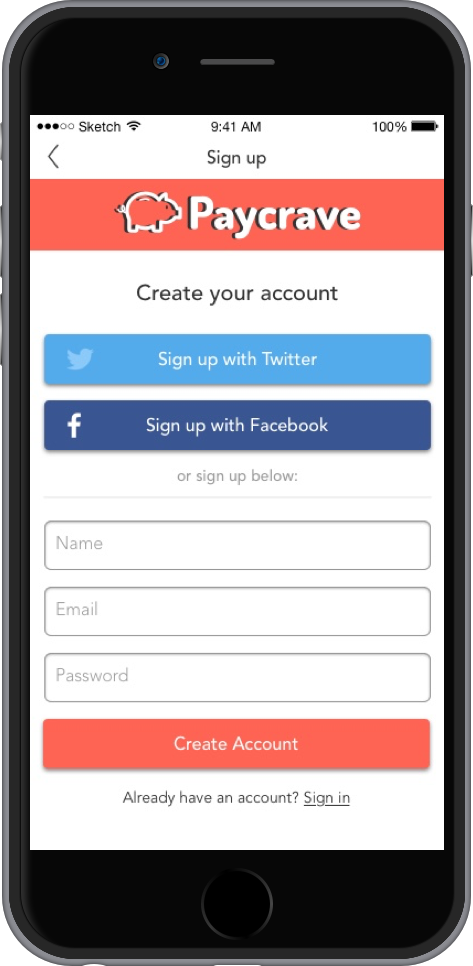 Sketch 9:41 AM 100%
Sign up
Paycrave
Create your account
Sign up with Twitter
Sign up with Facebook
or sign up below:
Name
Email
Password
Create Account
Already have an account? Sign in